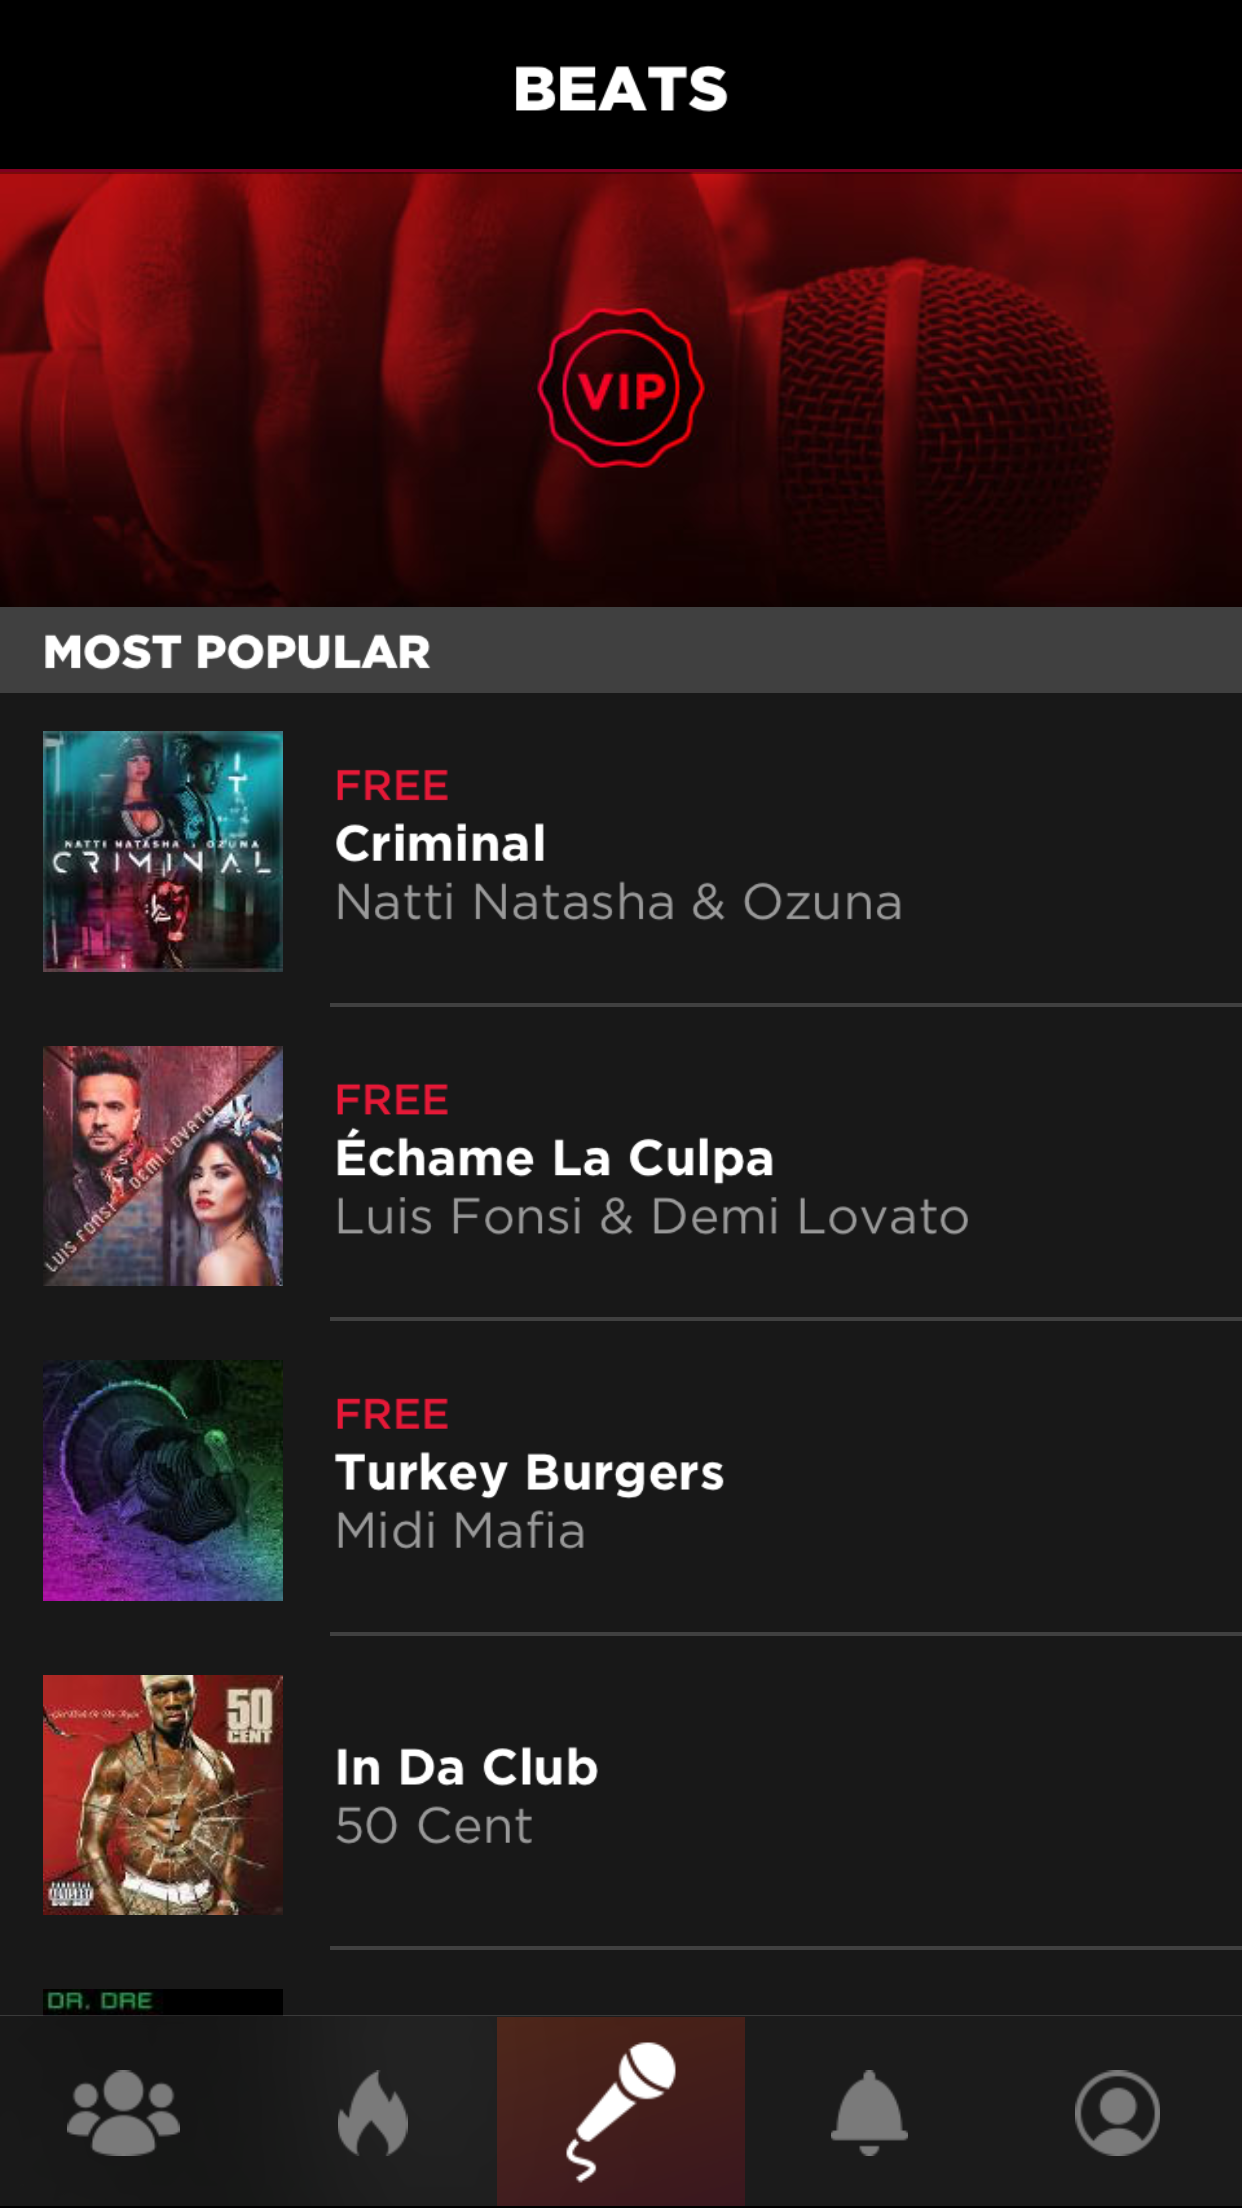 BEATS
VIP
MOST POPULAR
NATTI NATASHA x OZUNA
CRIMINAL
FREE
Criminal
Natti Natasha & Ozuna
LUIS FONSI DEMI LOVATO
FREE
Échame La Culpa
Luis Fonsi & Demi Lovato
FREE
Turkey Burgers
Midi Mafia
50
CENT
In Da Club
50 Cent
DR. DRE